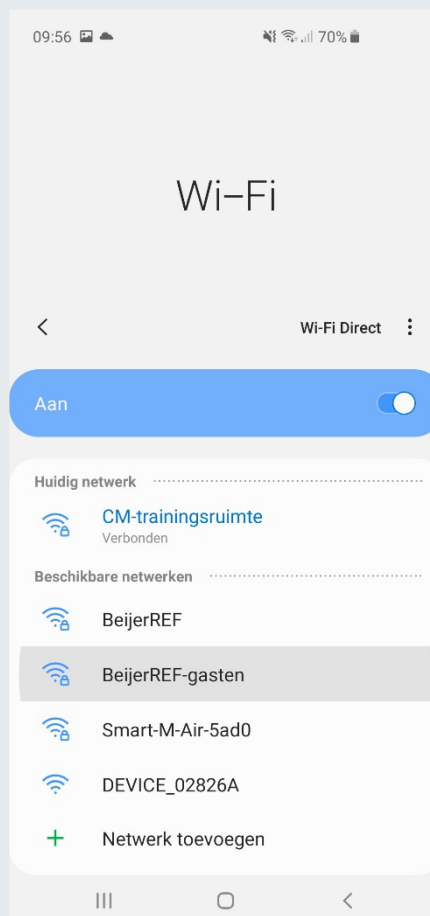 09:56 70%
Wi-Fi
Wi-Fi Direct
Aan
Huidig netwerk
CM-trainingsruimte
Verbonden
Beschikbare netwerken
BeijerREF
BeijerREF-gasten
Smart-M-Air-5ad0
DEVICE_02826A
Netwerk toevoegen